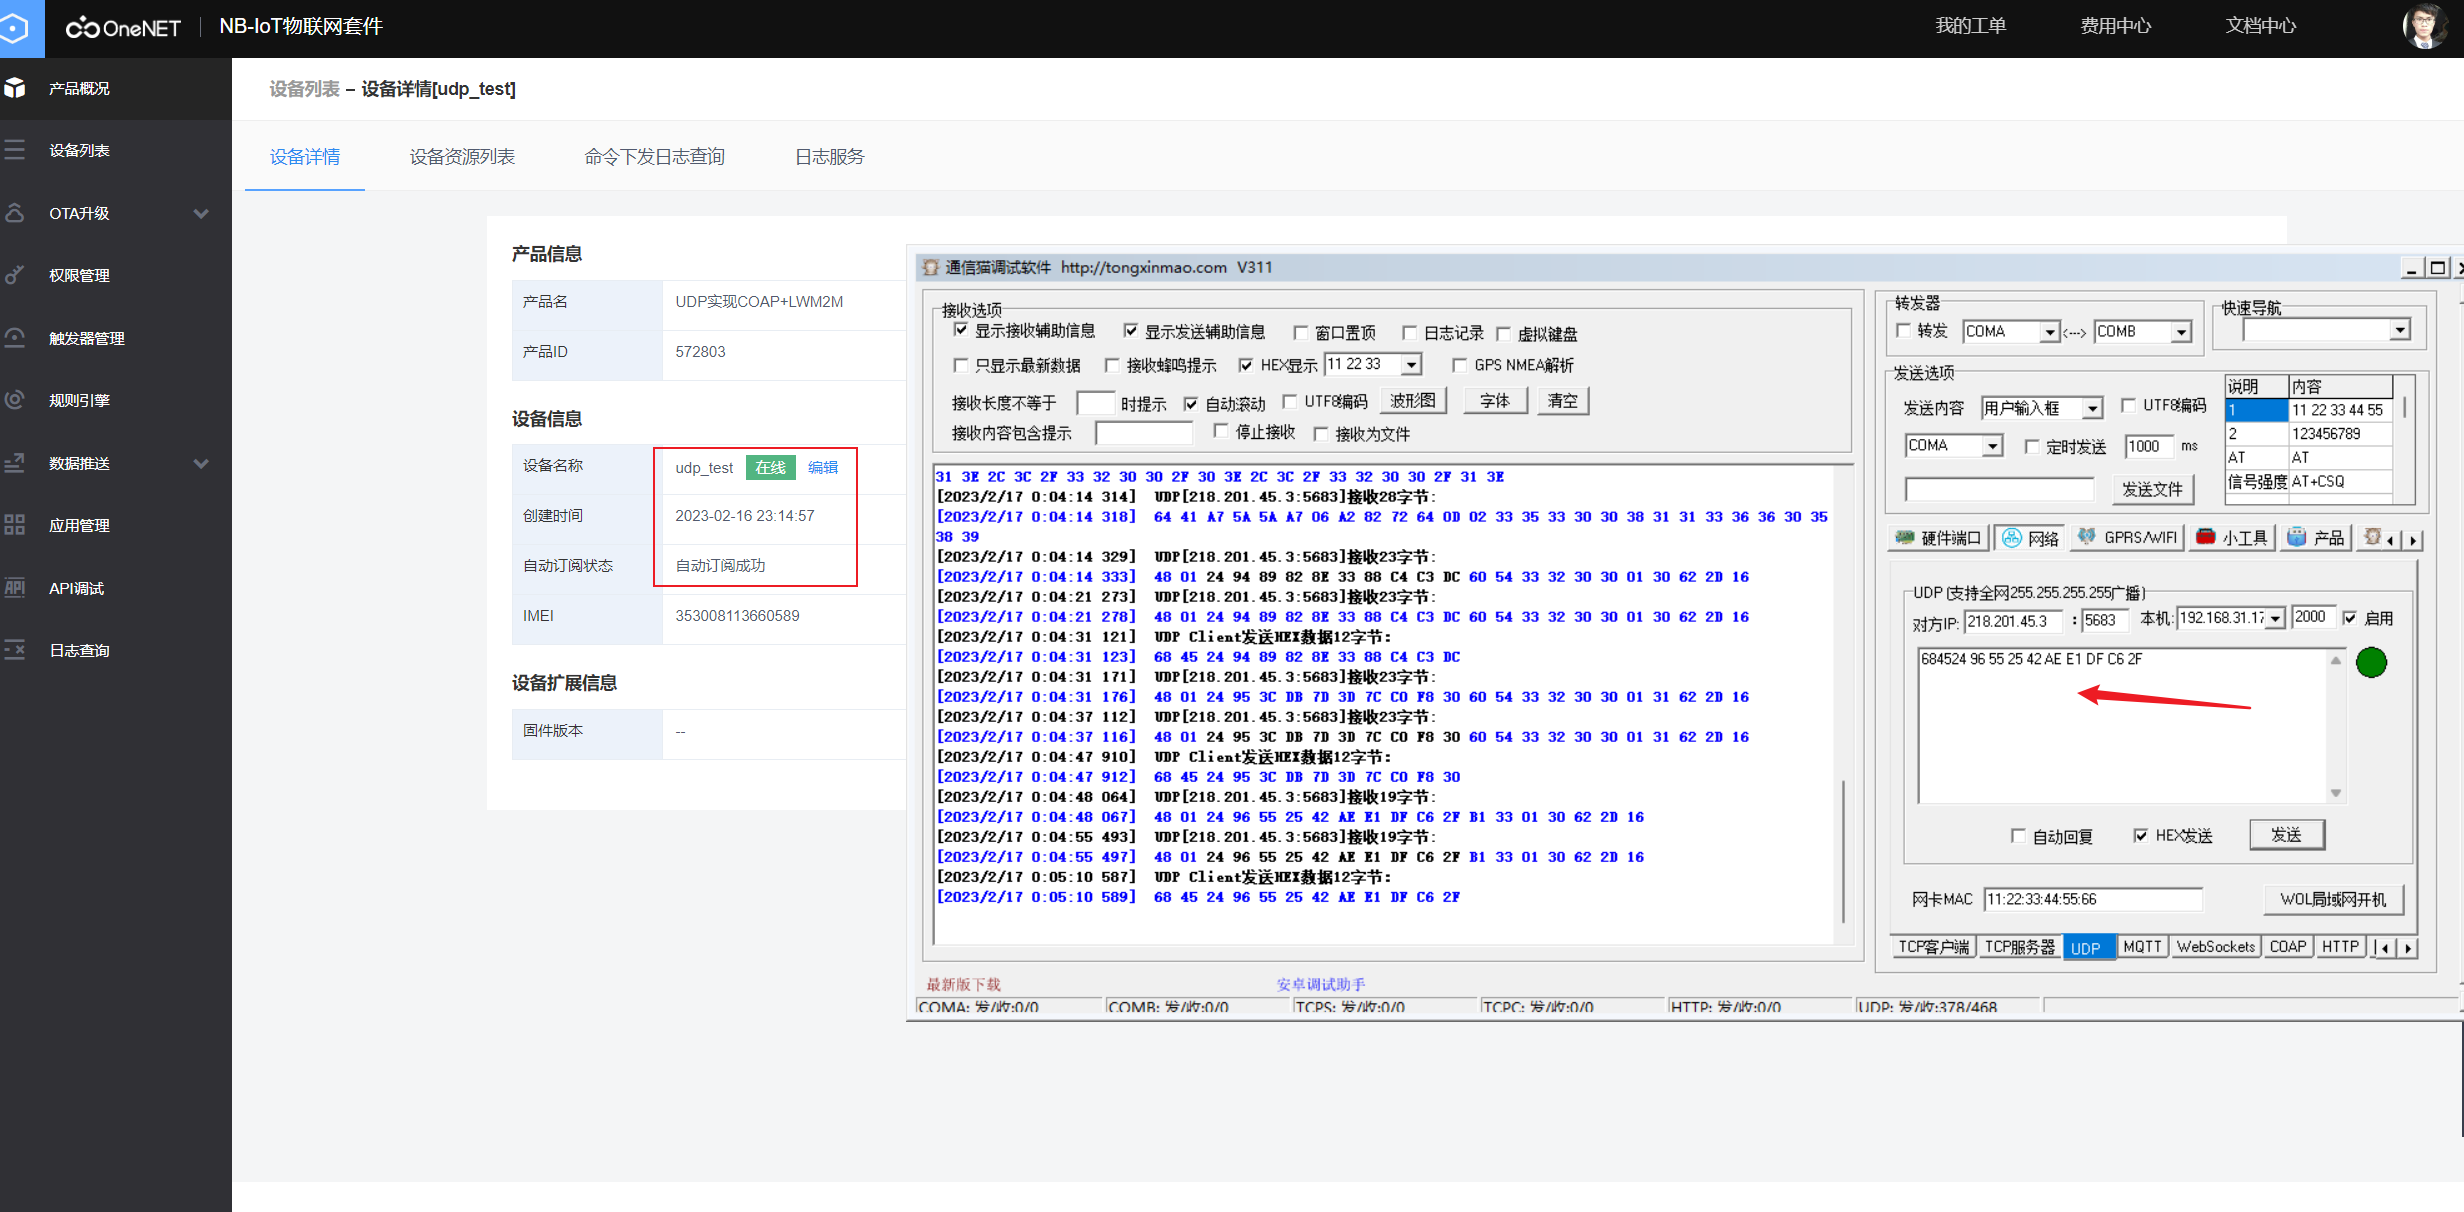 OneNET | NB-IoT物联网套件
我的工单 费用中心 文档中心
产品概况
设备列表
OTA升级
权限管理
触发器管理
规则引擎
数据推送
应用管理
API API调试
日志查询
设备列表 – 设备详情[udp_test]
设备详情 设备资源列表 命令下发日志查询 日志服务
产品信息
产品名 UDP实现COAP+LWM2M
产品ID 572803
设备信息
设备名称 udp_test 在线 编辑
创建时间 2023-02-16 23:14:57
自动订阅状态 自动订阅成功
IMEI 353008113660589
设备扩展信息
固件版本 --
通信猫调试软件 http://tongxinmao.com V311
接收选项
显示接收辅助信息 显示发送辅助信息 窗口置顶 日志记录 虚拟键盘
只显示最新数据 接收蜂鸣提示 HEX显示 11 22 33 GPS NMEA解析
接收长度不等于 时提示 自动滚动 UTF8编码 波形图 字体 清空
接收内容包含提示 停止接收 接收为文件
31 3E 2C 3C 2F 33 32 30 30 2F 30 3E 2C 3C 2F 33 32 30 30 2F 31 3E
[2023/2/17 0:04:14 314] UDP[218.201.45.3:5683]接收28字节:
[2023/2/17 0:04:14 318] 64 41 A7 5A 5A A7 06 A2 82 72 64 0D 02 33 35 33 30 30 38 31 31 33 36 36 30 35
38 39
[2023/2/17 0:04:14 329] UDP[218.201.45.3:5683]接收23字节:
[2023/2/17 0:04:14 333] 48 01 24 94 89 82 8E 33 88 C4 C3 DC 60 54 33 32 30 30 01 30 62 2D 16
[2023/2/17 0:04:21 273] UDP[218.201.45.3:5683]接收23字节:
[2023/2/17 0:04:21 278] 48 01 24 94 89 82 8E 33 88 C4 C3 DC 60 54 33 32 30 30 01 30 62 2D 16
[2023/2/17 0:04:31 121] UDP Client发送HEX数据12字节:
[2023/2/17 0:04:31 123] 68 45 24 94 89 82 8E 33 88 C4 C3 DC
[2023/2/17 0:04:31 171] UDP[218.201.45.3:5683]接收23字节:
[2023/2/17 0:04:31 176] 48 01 24 95 3C DB 7D 3D 7C C0 F8 30 60 54 33 32 30 30 01 31 62 2D 16
[2023/2/17 0:04:37 112] UDP[218.201.45.3:5683]接收23字节:
[2023/2/17 0:04:37 116] 48 01 24 95 3C DB 7D 3D 7C C0 F8 30 60 54 33 32 30 30 01 31 62 2D 16
[2023/2/17 0:04:47 910] UDP Client发送HEX数据12字节:
[2023/2/17 0:04:47 912] 68 45 24 95 3C DB 7D 3D 7C C0 F8 30
[2023/2/17 0:04:48 064] UDP[218.201.45.3:5683]接收19字节:
[2023/2/17 0:04:48 067] 48 01 24 96 55 25 42 AE E1 DF C6 2F B1 33 01 30 62 2D 16
[2023/2/17 0:04:55 493] UDP[218.201.45.3:5683]接收19字节:
[2023/2/17 0:04:55 497] 48 01 24 96 55 25 42 AE E1 DF C6 2F B1 33 01 30 62 2D 16
[2023/2/17 0:05:10 587] UDP Client发送HEX数据12字节:
[2023/2/17 0:05:10 589] 68 45 24 96 55 25 42 AE E1 DF C6 2F
最新版下载 安卓调试助手
COMA: 发/收:0/0 COMB: 发/收:0/0 TCPS: 发/收:0/0 TCPC: 发/收:0/0 HTTP: 发/收:0/0 UDP: 发/收:378/468
转发器
转发 COMA <---> COMB
快速导航
发送选项
发送内容 用户输入框 UTF8编码
COMA 定时发送 1000 ms
发送文件
说明 内容
1 11 22 33 44 55
2 123456789
AT AT
信号强度 AT+CSQ
硬件端口 网络 GPRS/WIFI 小工具 产品
UDP (支持全网255.255.255.255广播)
对方IP: 218.201.45.3 : 5683 本机: 192.168.31.17 2000 启用
684524 96 55 25 42 AE E1 DF C6 2F
自动回复 HEX发送 发送
网卡MAC 11:22:33:44:55:66 WOL局域网开机
TCP客户端 TCP服务器 UDP MQTT WebSockets COAP HTTP